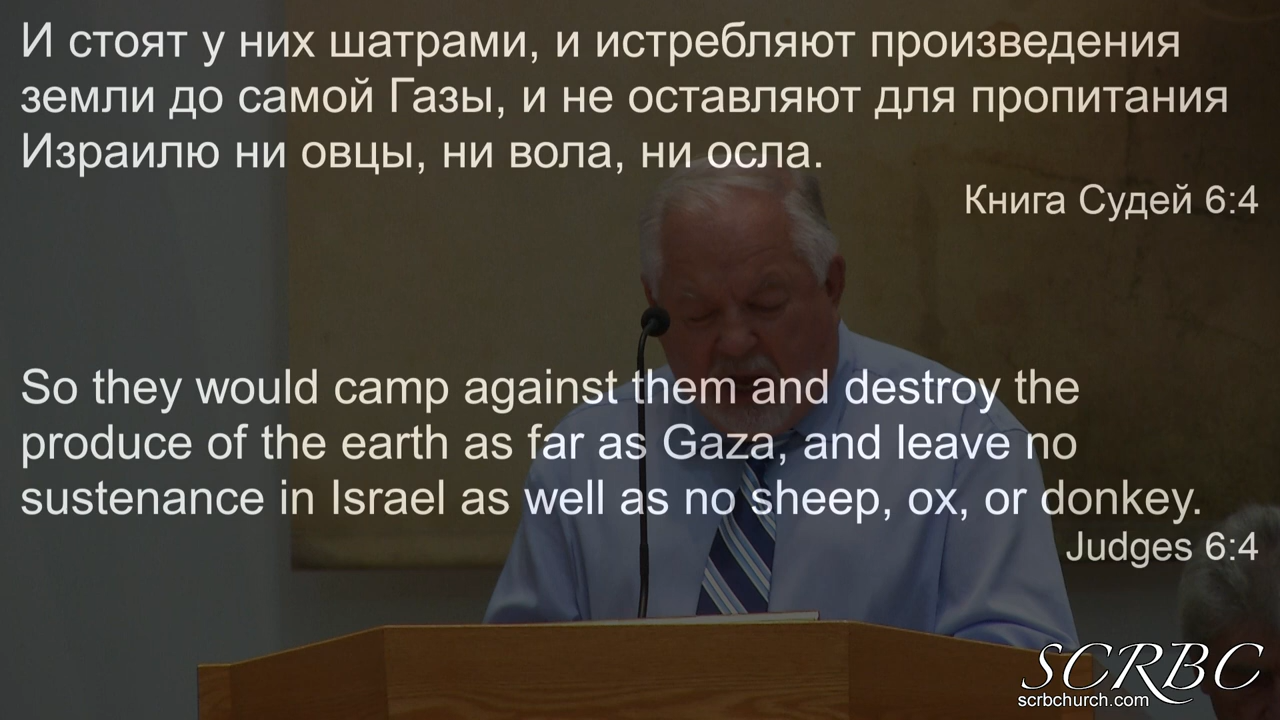 И стоят у них шатрами, и истребляют произведения
земли до самой Газы, и не оставляют для пропитания
Израилю ни овцы, ни вола, ни осла.
Книга Судей 6:4
So they would camp against them and destroy the
produce of the earth as far as Gaza, and leave no
sustenance in Israel as well as no sheep, ox, or donkey.
Judges 6:4
SCRBC
scrbchurch.com